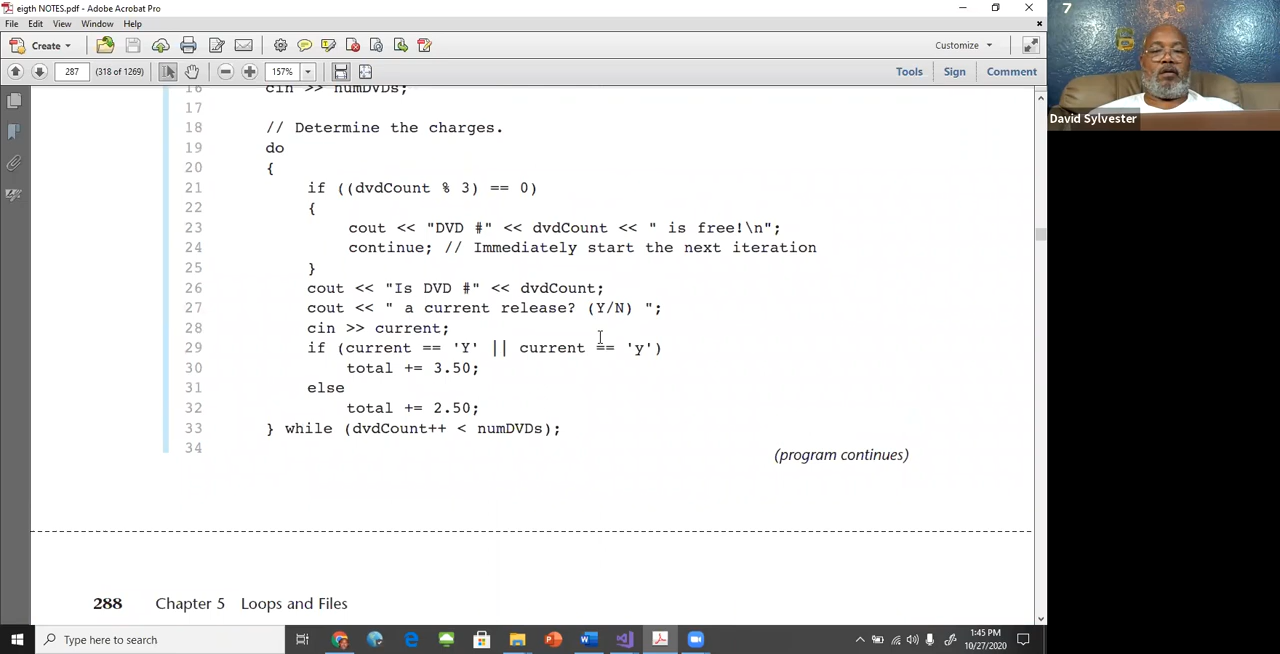 eigth NOTES.pdf - Adobe Acrobat Pro
File Edit View Window Help
Create
Customize
287 (318 of 1269) 157%
Tools Sign Comment
16 cin >> numDVDs;
17
18 // Determine the charges.
19 do
20 {
21 if ((dvdCount % 3) == 0)
22 {
23 cout << "DVD #" << dvdCount << " is free!\n";
24 continue; // Immediately start the next iteration
25 }
26 cout << "Is DVD #" << dvdCount;
27 cout << " a current release? (Y/N) ";
28 cin >> current;
29 if (current == 'Y' || current == 'y')
30 total += 3.50;
31 else
32 total += 2.50;
33 } while (dvdCount++ < numDVDs);
34
(program continues)
288 Chapter 5 Loops and Files
7
David Sylvester
Type here to search
1:45 PM
10/27/2020